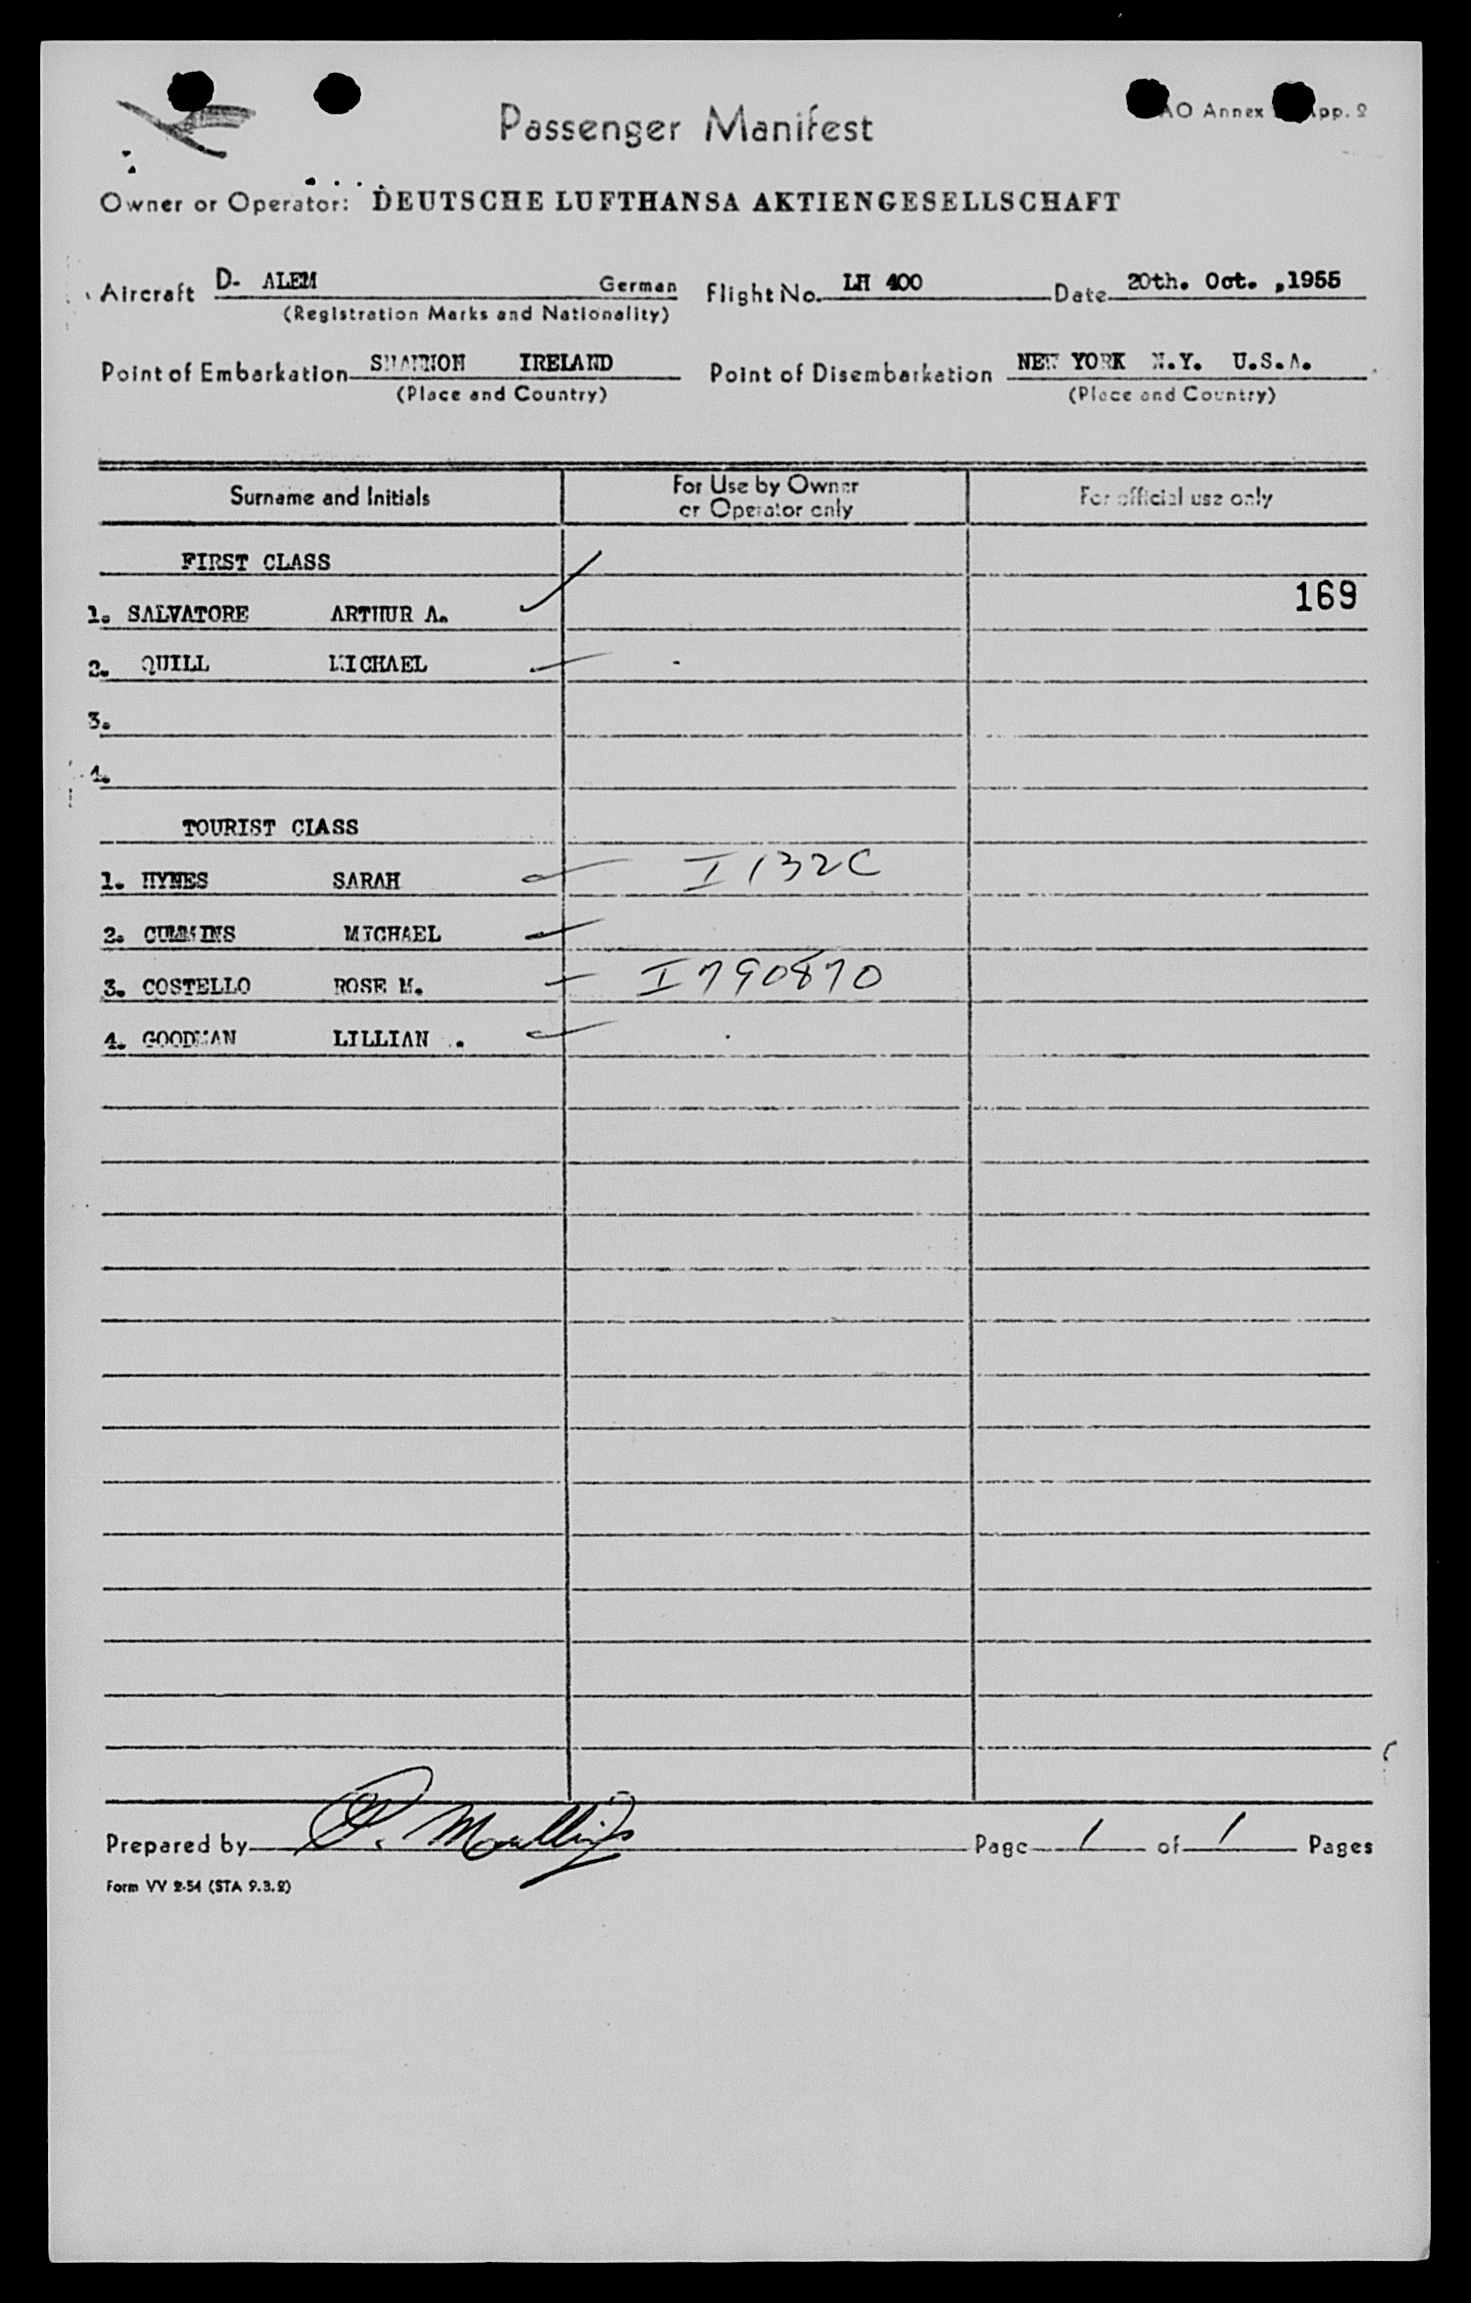 Passenger Manifest
AO Annex App. 2
Owner or Operator: DEUTSCHE LUFTHANSA AKTIENGESELLSCHAFT
Aircraft D- ALEM German Flight No. LH 400 Date 20th. Oct. ,1955
(Registration Marks and Nationality)
Point of Embarkation SHANNON IRELAND Point of Disembarkation NEW YORK N.Y. U.S.A.
(Place and Country) (Place and Country)
Surname and Initials
For Use by Owner
or Operator only
For official use only
FIRST CLASS
169
1. SALVATORE ARTHUR A.
2. QUILL MICHAEL
3.
4.
TOURIST CLASS
1. HYNES SARAH I132C
2. CUMMINS MICHAEL
3. COSTELLO ROSE M. I790870
4. GOODMAN LILLIAN .
Prepared by P. Page 1 of 1 Pages
Form VV 2-54 (STA 9.3.2)